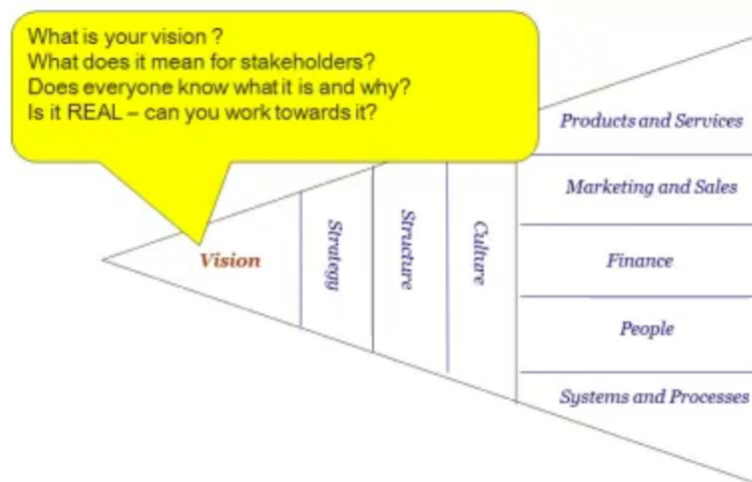 What is your vision ?
What does it mean for stakeholders?
Does everyone know what it is and why?
Is it REAL – can you work towards it?
Vision
Strategy
Structure
Culture
Products and Services
Marketing and Sales
Finance
People
Systems and Processes